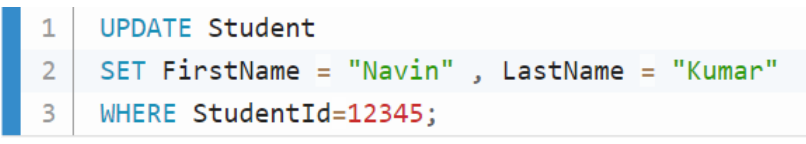 1 UPDATE Student
2 SET FirstName = "Navin" , LastName = "Kumar"
3 WHERE StudentId=12345;